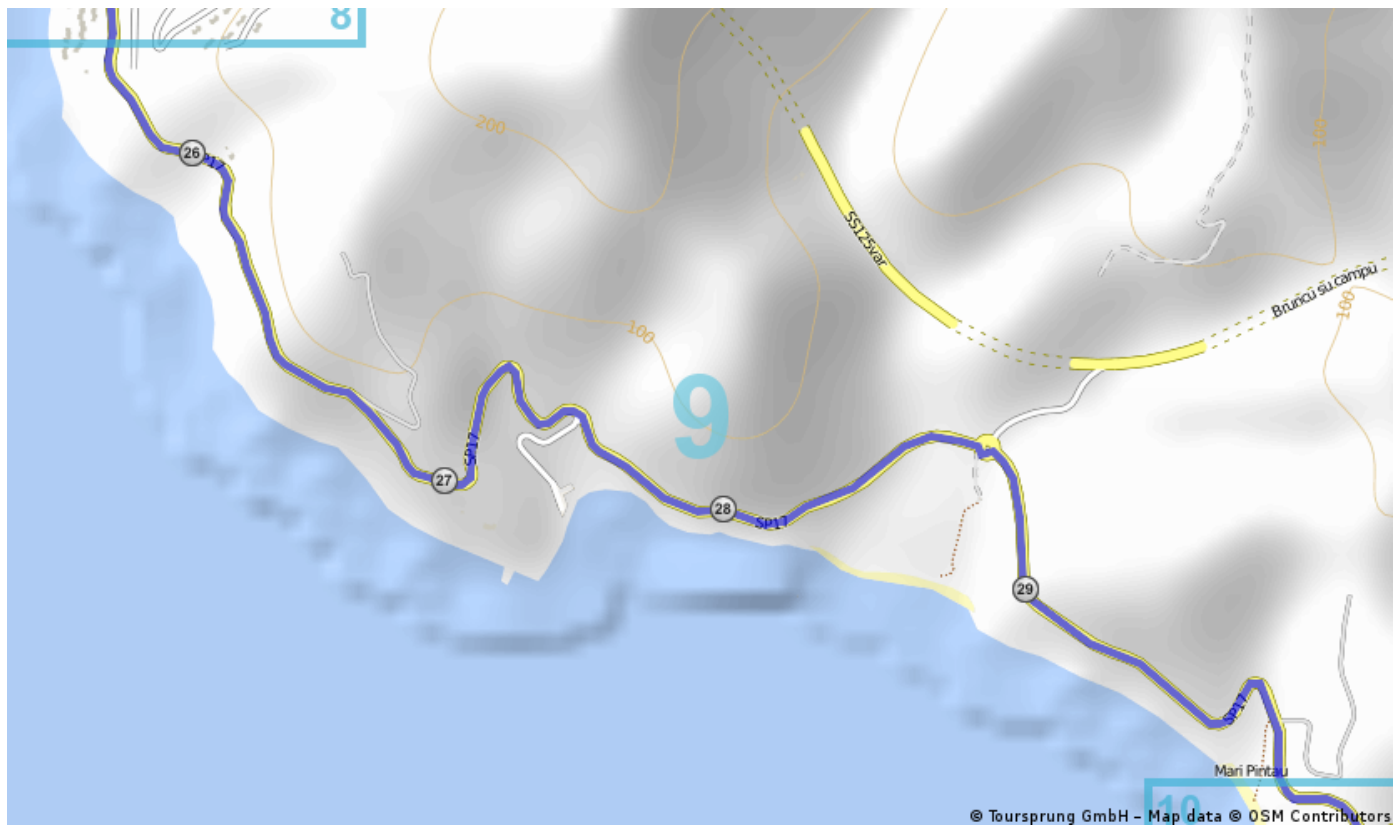 8
26
P17
200
100
SS125var
Bruncu su campu
100
100
9
SP17
27
28
SP17
29
SP17
Mari Pintau
10
© Toursprung GmbH – Map data © OSM Contributors